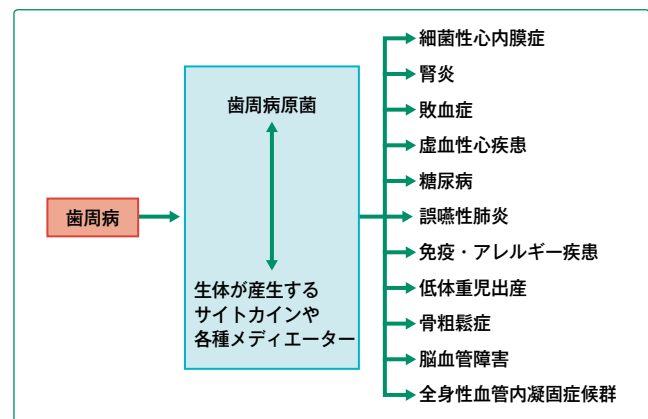 歯周病
歯周病原菌
生体が産生する
サイトカインや
各種メディエーター
細菌性心内膜症
腎炎
敗血症
虚血性心疾患
糖尿病
誤嚥性肺炎
免疫・アレルギー疾患
低体重児出産
骨粗鬆症
脳血管障害
全身性血管内凝固症候群